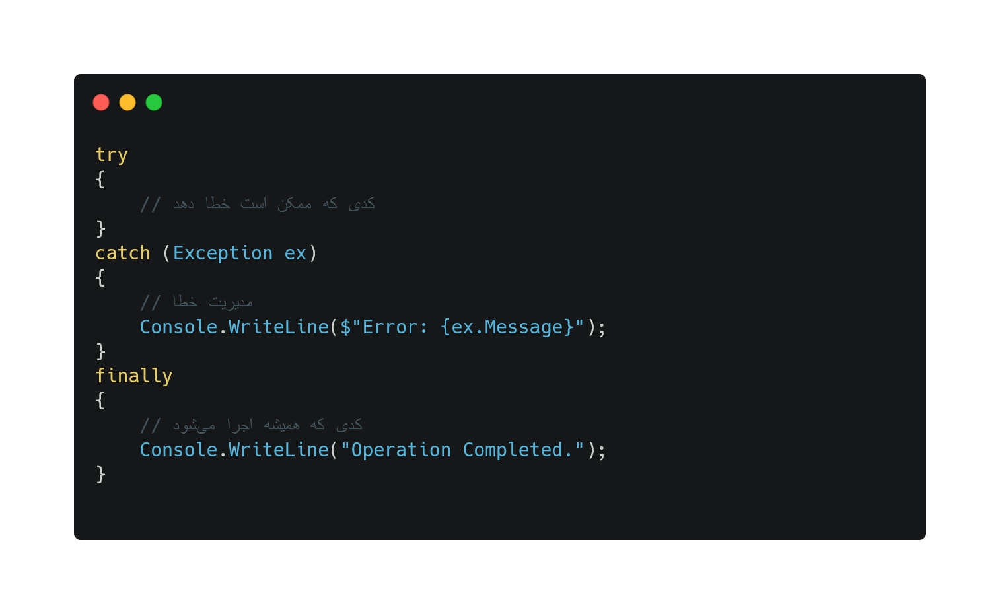 try
{
    // کدی که ممکن است خطا دهد
}
catch (Exception ex)
{
    // مدیریت خطا
    Console.WriteLine($"Error: {ex.Message}");
}
finally
{
    // کدی که همیشه اجرا می‌شود
    Console.WriteLine("Operation Completed.");
}